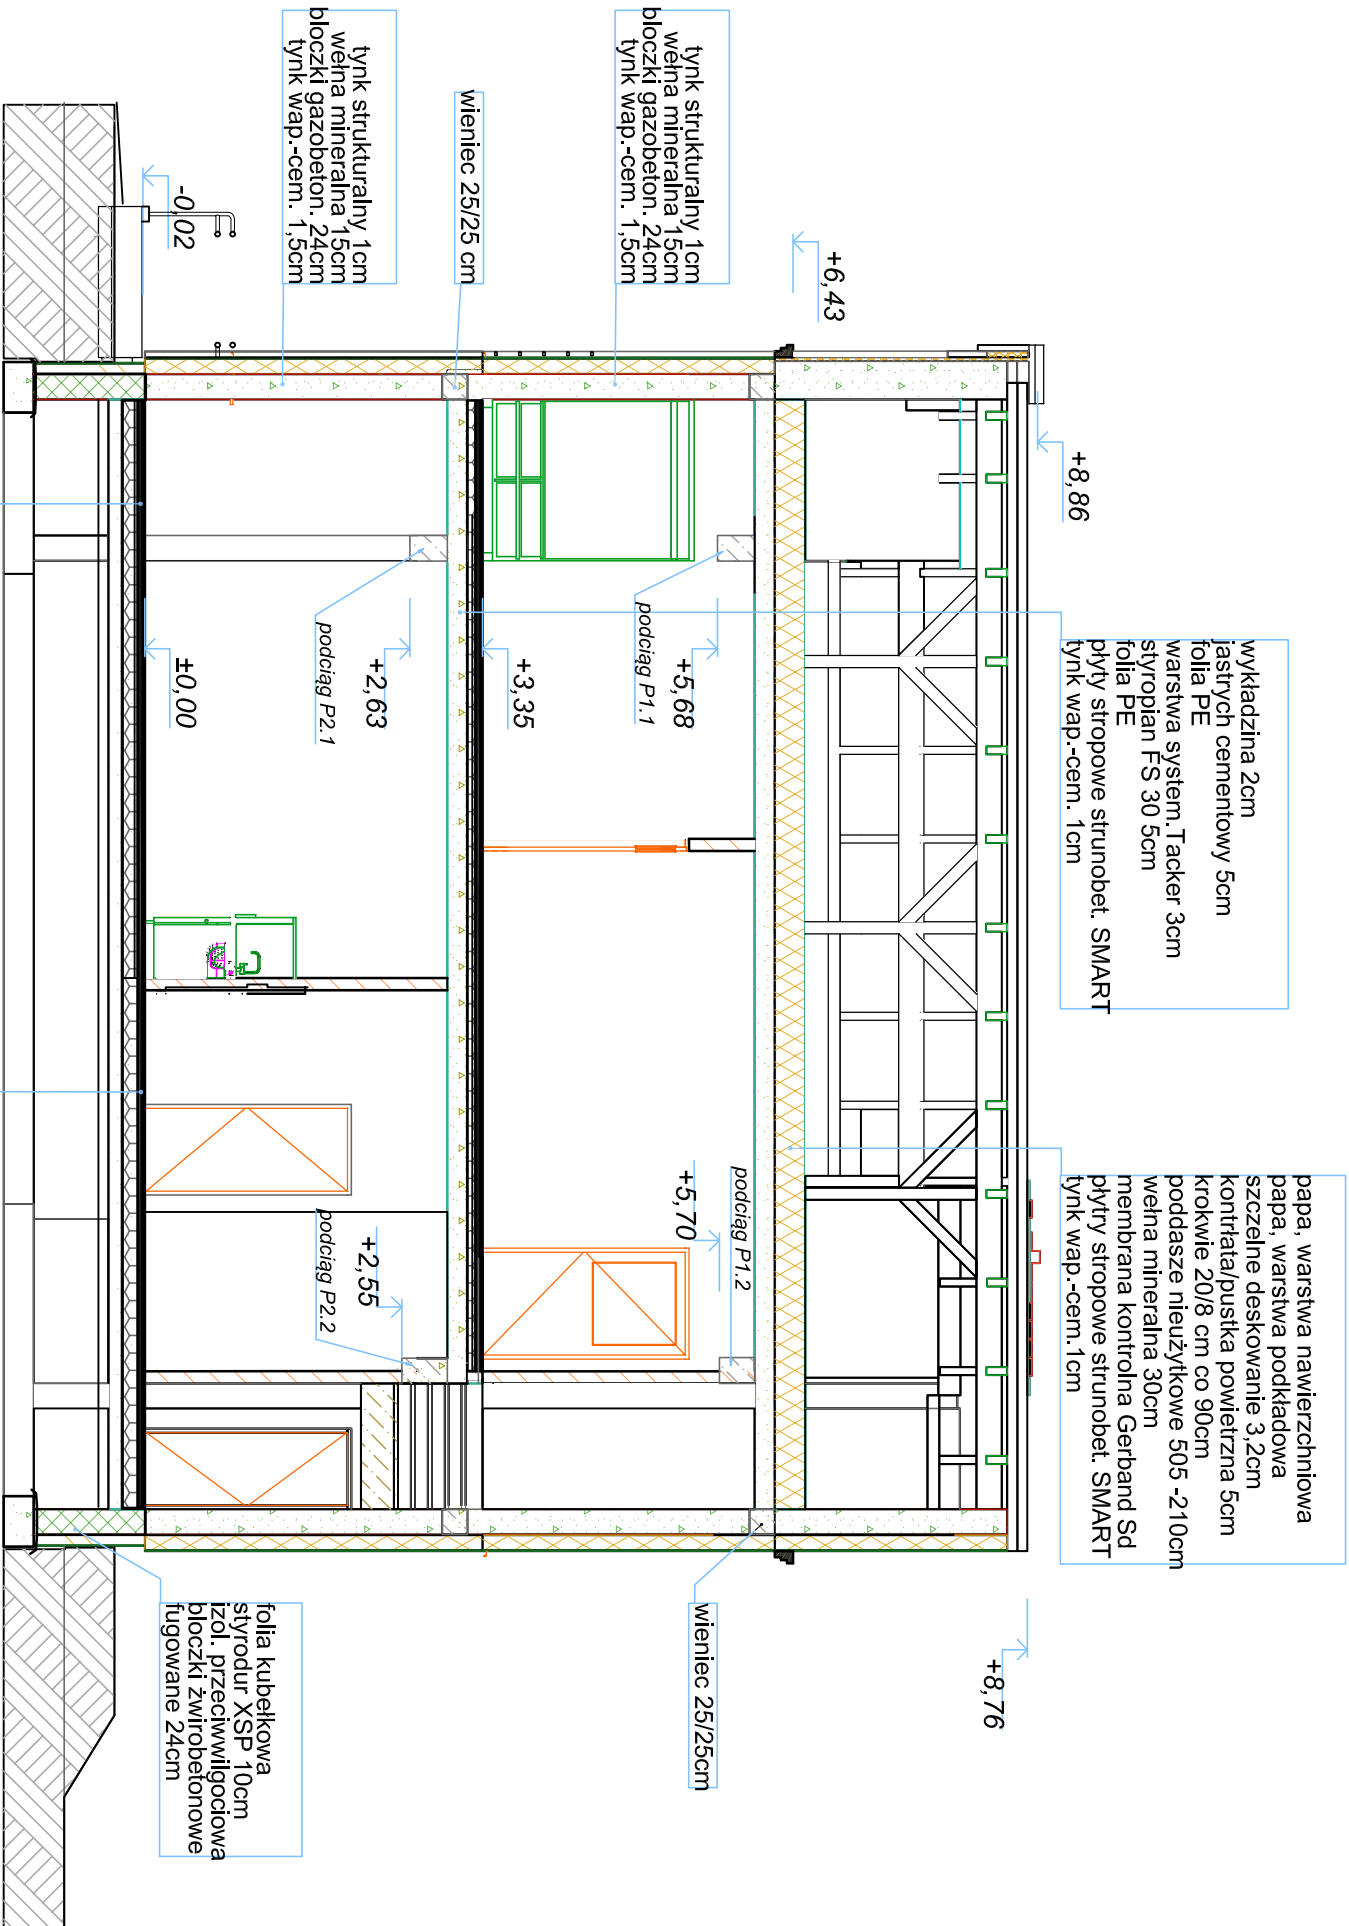 papa, warstwa nawierzchniowa
papa, warstwa podkładowa
szczelne deskowanie 3,2cm
kontrłata/pustka powietrzna 5cm
krokwie 20/8 cm co 90cm
poddasze nieużytkowe 505 -210cm
wełna mineralna 30cm
membrana kontrolna Gerband Sd
płytry stropowe strunobet. SMART
tynk wap.-cem.1cm
wykładzina 2cm
jastrych cementowy 5cm
folia PE
warstwa system.Tacker 3cm
styropian FS 30 5cm
folia PE
płyty stropowe strunobet. SMART
tynk wap.-cem. 1cm
+8,86
+8,76
+6,43
tynk strukturalny 1cm
wełna mineralna 15cm
bloczki gazobeton. 24cm
tynk wap.-cem. 1,5cm
+5,68
podciąg P1.1
podciąg P1.2
+5,70
wieniec 25/25cm
wieniec 25/25 cm
+3,35
tynk strukturalny 1cm
wełna mineralna 15cm
bloczki gazobeton. 24cm
tynk wap.-cem. 1,5cm
+2,63
podciąg P2.1
+2,55
podciąg P2.2
-0,02
±0,00
folia kubełkowa
styrodur XSP 10cm
izol. przeciwwilgociowa
bloczki żwirobetonowe
fugowane 24cm